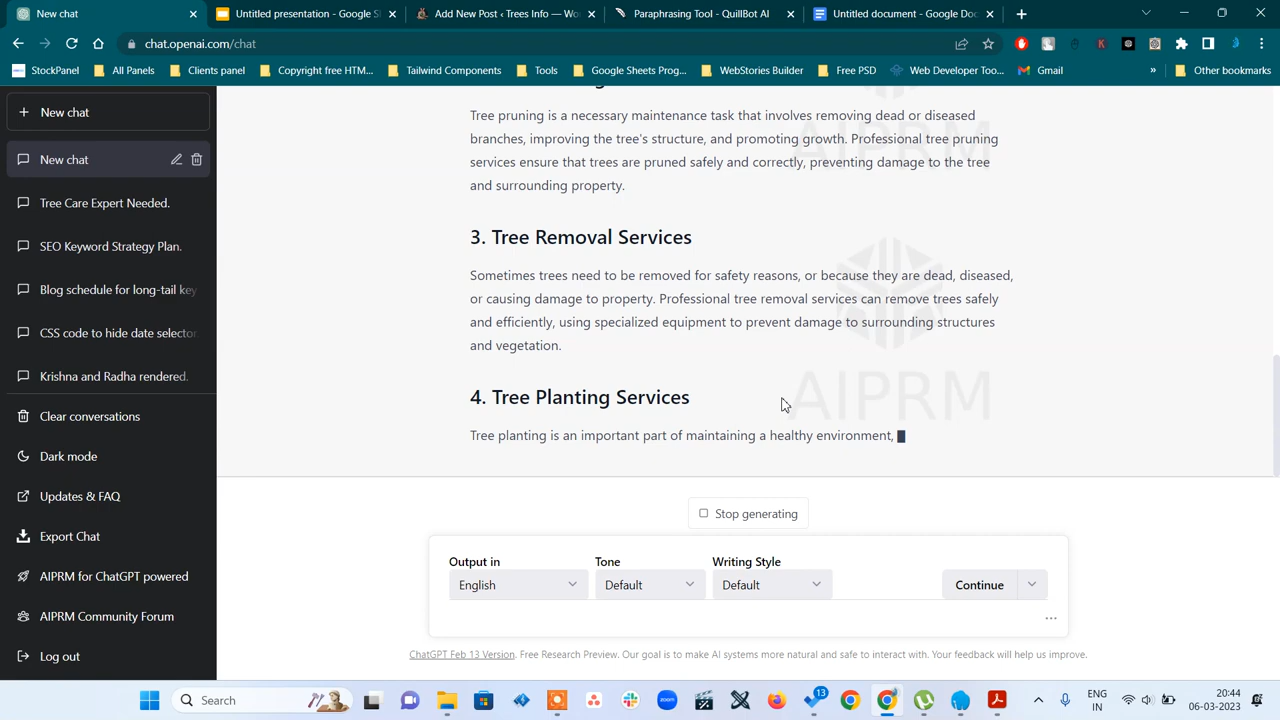 New chat
Untitled presentation - Google Sl
Add New Post ‹ Trees Info — Wo
Paraphrasing Tool - QuillBot AI
Untitled document - Google Doc
chat.openai.com/chat
StockPanel
All Panels
Clients panel
Copyright free HTM...
Tailwind Components
Tools
Google Sheets Prog...
WebStories Builder
Free PSD
Web Developer Too...
Gmail
»
Other bookmarks
+ New chat
New chat
Tree Care Expert Needed.
SEO Keyword Strategy Plan.
Blog schedule for long-tail key
CSS code to hide date selector
Krishna and Radha rendered.
Clear conversations
Dark mode
Updates & FAQ
Export Chat
AIPRM for ChatGPT powered
AIPRM Community Forum
Log out
Tree pruning is a necessary maintenance task that involves removing dead or diseased
branches, improving the tree's structure, and promoting growth. Professional tree pruning
services ensure that trees are pruned safely and correctly, preventing damage to the tree
and surrounding property.
AIPRM
3. Tree Removal Services
Sometimes trees need to be removed for safety reasons, or because they are dead, diseased,
or causing damage to property. Professional tree removal services can remove trees safely
and efficiently, using specialized equipment to prevent damage to surrounding structures
and vegetation.
4. Tree Planting Services
AIPRM
Tree planting is an important part of maintaining a healthy environment,
Stop generating
Output in
Tone
Writing Style
English
Default
Default
Continue
ChatGPT Feb 13 Version. Free Research Preview. Our goal is to make AI systems more natural and safe to interact with. Your feedback will help us improve.
Search
13
ENG
IN
20:44
06-03-2023